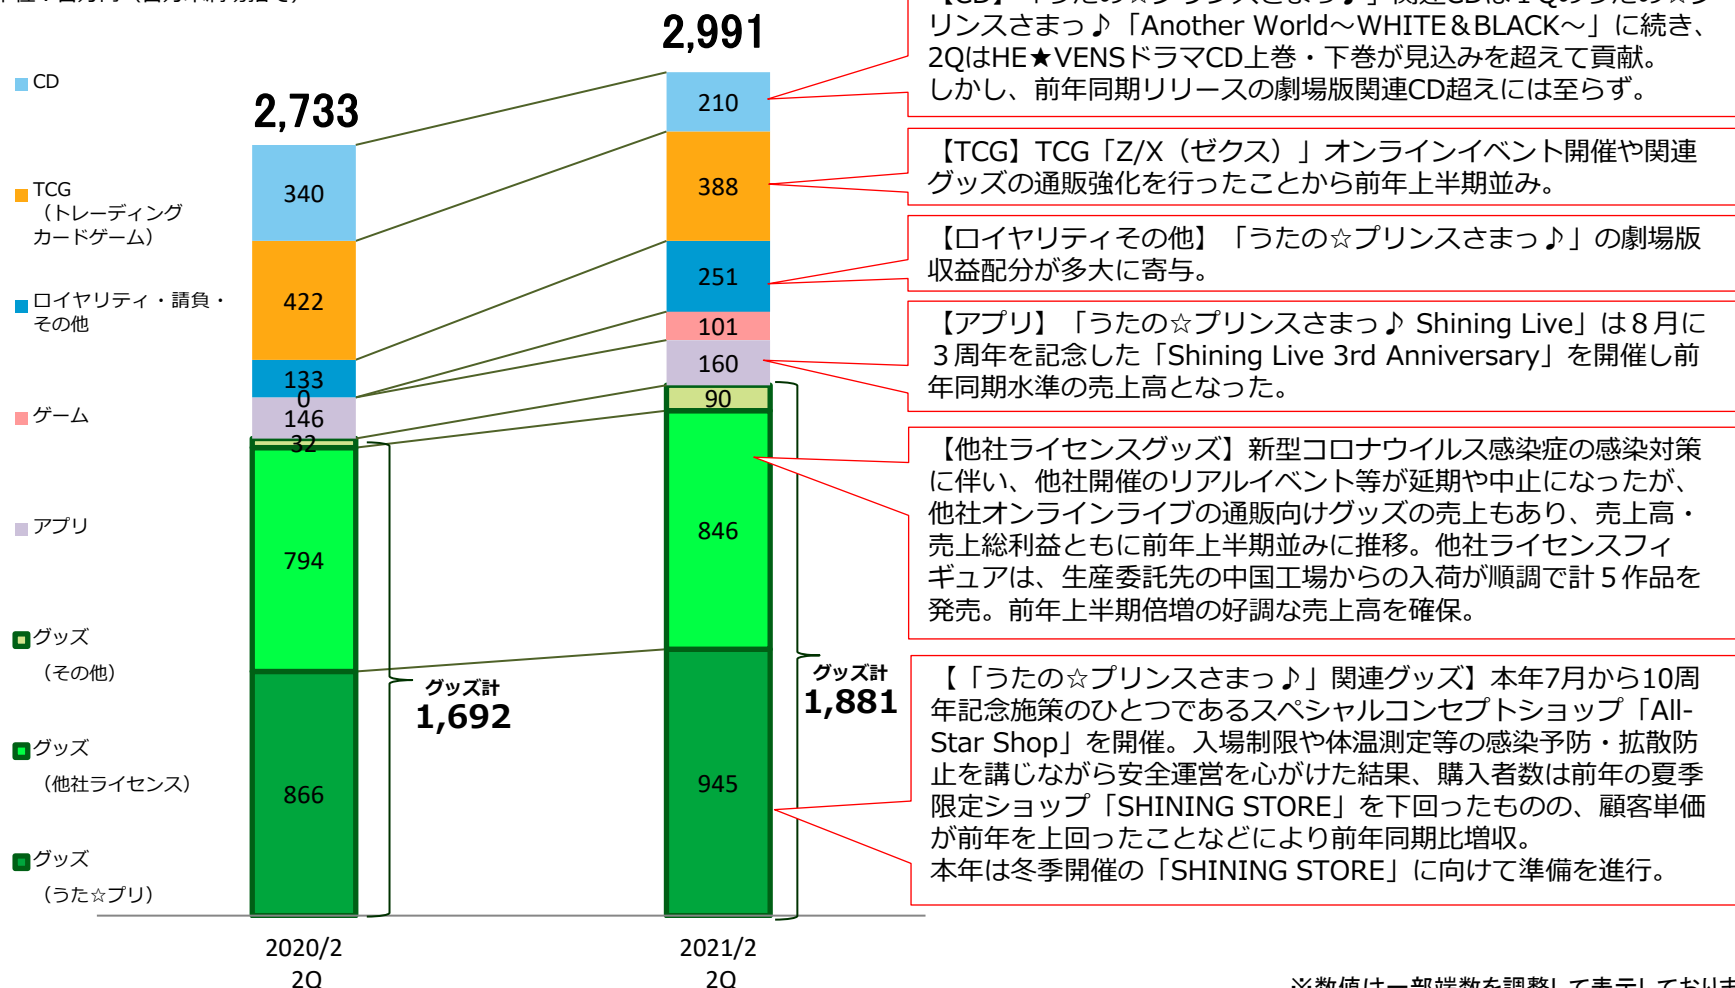 2,733
2,991
CD
TCG
（トレーディング
カードゲーム）
ロイヤリティ・請負・
その他
ゲーム
アプリ
グッズ
（その他）
グッズ
（他社ライセンス）
グッズ
（うた☆プリ）
340
422
133
0
146
32
794
866
グッズ計
1,692
210
388
251
101
160
90
846
945
グッズ計
1,881
2020/2
2Q
2021/2
2Q
リンスさまっ♪「Another World～WHITE＆BLACK～」に続き、
2QはHE★VENSドラマCD上巻・下巻が見込みを超えて貢献。
しかし、前年同期リリースの劇場版関連CD超えには至らず。
【TCG】TCG「Z/X（ゼクス）」オンラインイベント開催や関連
グッズの通販強化を行ったことから前年上半期並み。
【ロイヤリティその他】「うたの☆プリンスさまっ♪」の劇場版
収益配分が多大に寄与。
【アプリ】「うたの☆プリンスさまっ♪ Shining Live」は８月に
３周年を記念した「Shining Live 3rd Anniversary」を開催し前
年同期水準の売上高となった。
【他社ライセンスグッズ】新型コロナウイルス感染症の感染対策
に伴い、他社開催のリアルイベント等が延期や中止になったが、
他社オンラインライブの通販向けグッズの売上もあり、売上高・
売上総利益ともに前年上半期並みに推移。他社ライセンスフィ
ギュアは、生産委託先の中国工場からの入荷が順調で計５作品を
発売。前年上半期倍増の好調な売上高を確保。
【「うたの☆プリンスさまっ♪」関連グッズ】本年7月から10周
年記念施策のひとつであるスペシャルコンセプトショップ「All-
Star Shop」を開催。入場制限や体温測定等の感染予防・拡散防
止を講じながら安全運営を心がけた結果、購入者数は前年の夏季
限定ショップ「SHINING STORE」を下回ったものの、顧客単価
が前年を上回ったことなどにより前年同期比増収。
本年は冬季開催の「SHINING STORE」に向けて準備を進行。
※数値は一部端数を調整して表示しております